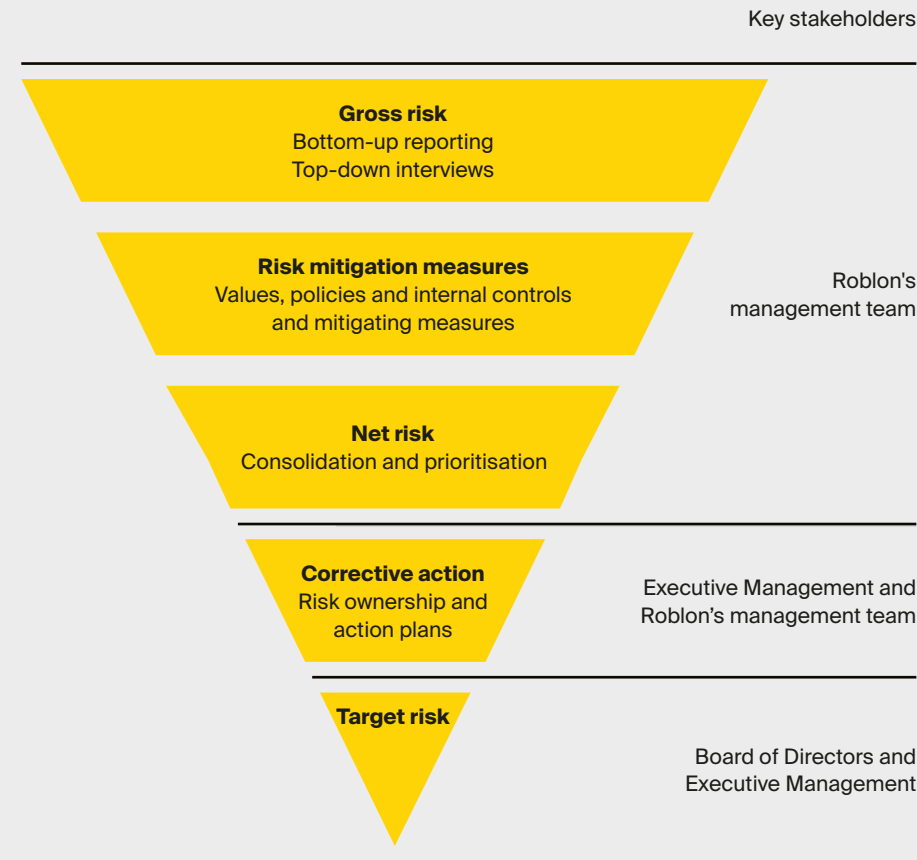 Key stakeholders
Gross risk
Bottom-up reporting
Top-down interviews
Risk mitigation measures
Values, policies and internal controls
and mitigating measures
Roblon's
management team
Net risk
Consolidation and prioritisation
Corrective action
Risk ownership and
action plans
Executive Management and
Roblon’s management team
Target risk
Board of Directors and
Executive Management